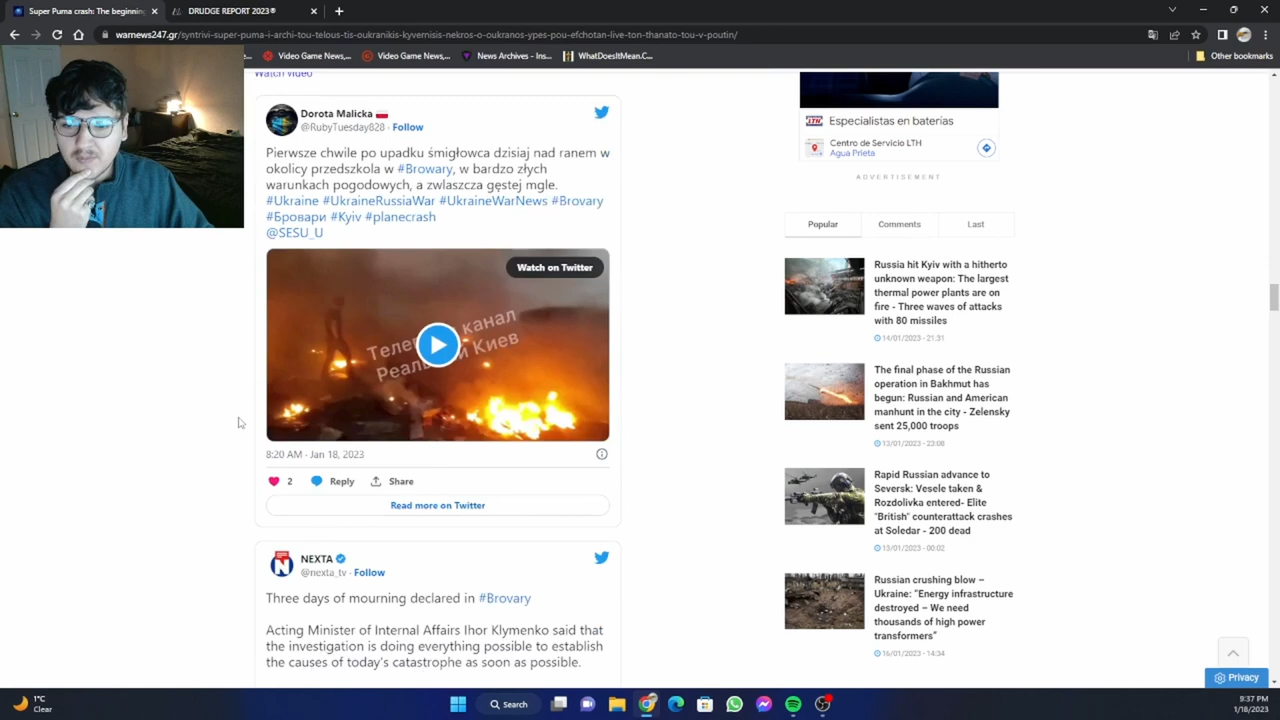 Super Puma crash: The beginning
DRUDGE REPORT 2023®
warnews247.gr/syntrivi-super-puma-i-archi-tou-telous-tis-oukranikis-kyvernisis-nekros-o-oukranos-ypes-pou-efchotan-live-ton-thanato-tou-v-poutin/
e...
Video Game News,...
Video Game News,...
News Archives - Ins...
WhatDoesItMean.C...
Other bookmarks
Watch video
Dorota Malicka
@RubyTuesday828 · Follow
Pierwsze chwile po upadku śmigłowca dzisiaj nad ranem w
okolicy przedszkola w #Browary, w bardzo złych
warunkach pogodowych, a zwlaszcza gęstej mgle.
#Ukraine #UkraineRussiaWar #UkraineWarNews #Brovary
#Бровари #Kyiv #planecrash
@SESU_U
Watch on Twitter
канал
Киев
8:20 AM · Jan 18, 2023
2
Reply
Share
Read more on Twitter
NEXTA
@nexta_tv · Follow
Three days of mourning declared in #Brovary
Acting Minister of Internal Affairs Ihor Klymenko said that
the investigation is doing everything possible to establish
the causes of today's catastrophe as soon as possible.
LTH
Especialistas en baterías
Centro de Servicio LTH
Agua Prieta
ADVERTISEMENT
Popular
Comments
Last
Russia hit Kyiv with a hitherto
unknown weapon: The largest
thermal power plants are on
fire - Three waves of attacks
with 80 missiles
14/01/2023 - 21:31
The final phase of the Russian
operation in Bakhmut has
begun: Russian and American
manhunt in the city - Zelensky
sent 25,000 troops
13/01/2023 - 23:08
Rapid Russian advance to
Seversk: Vesele taken &
Rozdolivka entered- Elite
"British" counterattack crashes
at Soledar - 200 dead
13/01/2023 - 00:02
Russian crushing blow –
Ukraine: "Energy infrastructure
destroyed – We need
thousands of high power
transformers"
16/01/2023 - 14:34
Privacy
1°C
Clear
Search
9:37 PM
1/18/2023